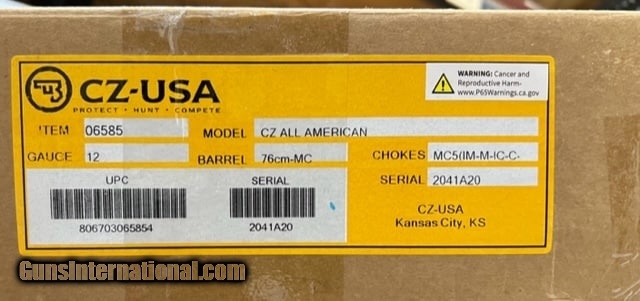 CZ-USA
PROTECT • HUNT • COMPETE
WARNING: Cancer and
Reproductive Harm-
www.P65Warnings.ca.gov
ITEM 06585 MODEL CZ ALL AMERICAN
GAUCE 12 BARREL 76cm-MC CHOKES MC5(IM-M-IC-C-
UPC SERIAL SERIAL 2041A20
806703065854 2041A20
CZ-USA
Kansas City, KS
GunsInternational.com